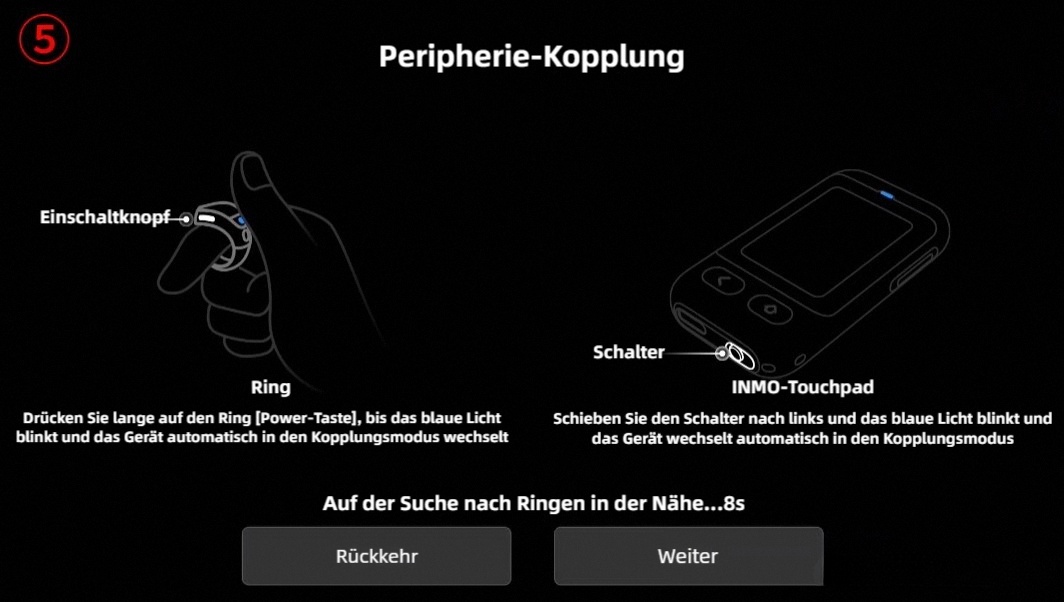 5
Peripherie-Kopplung
Einschaltknopf
Schalter
Ring
Drücken Sie lange auf den Ring [Power-Taste], bis das blaue Licht
blinkt und das Gerät automatisch in den Kopplungsmodus wechselt
INMO-Touchpad
Schieben Sie den Schalter nach links und das blaue Licht blinkt und
das Gerät wechselt automatisch in den Kopplungsmodus
Auf der Suche nach Ringen in der Nähe...8s
Rückkehr
Weiter